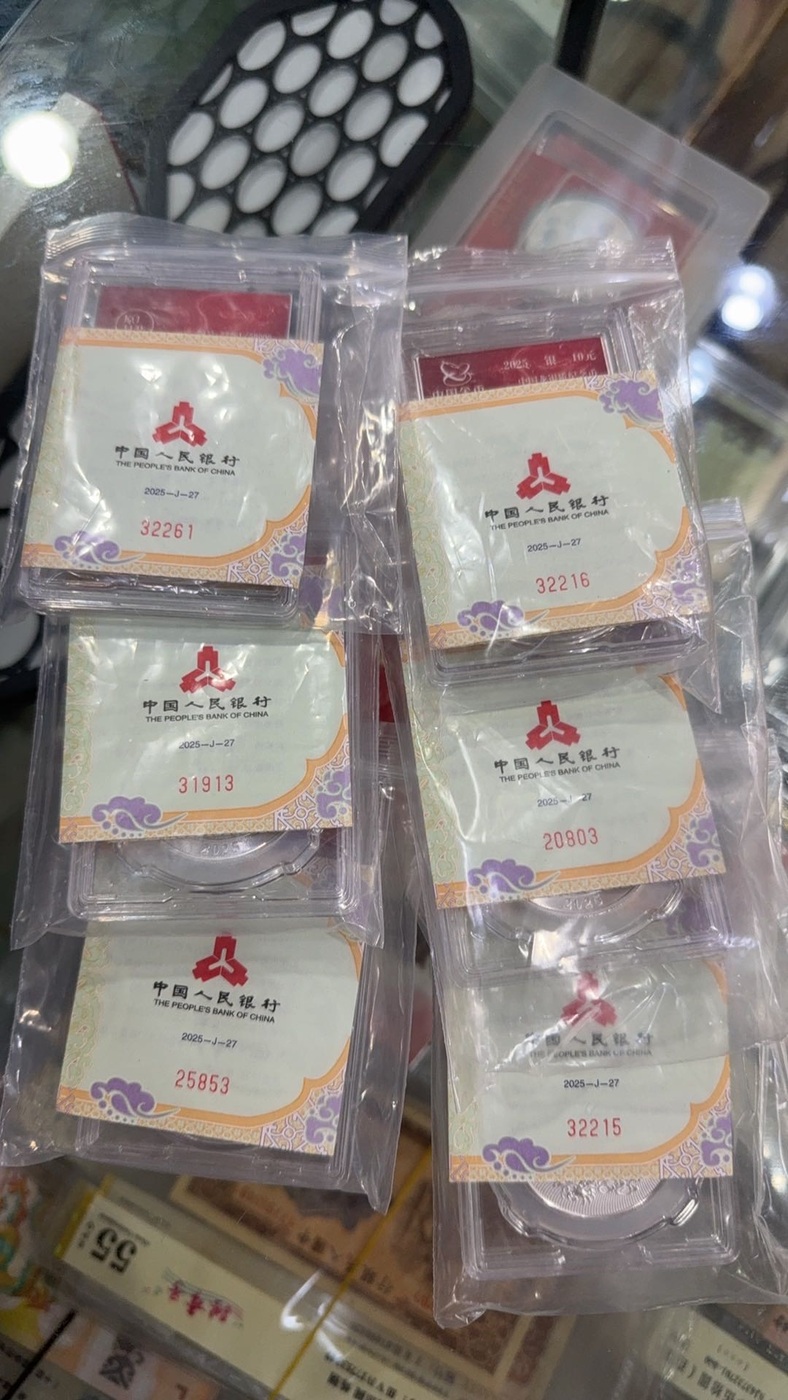 中国人民银行
THE PEOPLE'S BANK OF CHINA
2025-J-27
32261
2025 银 10元
中国人民银行
THE PEOPLE'S BANK OF CHINA
2025-J-27
32216
中国人民银行
THE PEOPLE'S BANK OF CHINA
2025-J-27
31913
中国人民银行
THE PEOPLE'S BANK OF CHINA
2025-J-27
20803
中国人民银行
THE PEOPLE'S BANK OF CHINA
2025-J-27
25853
中国人民银行
THE PEOPLE'S BANK OF CHINA
2025-J-27
32215
55